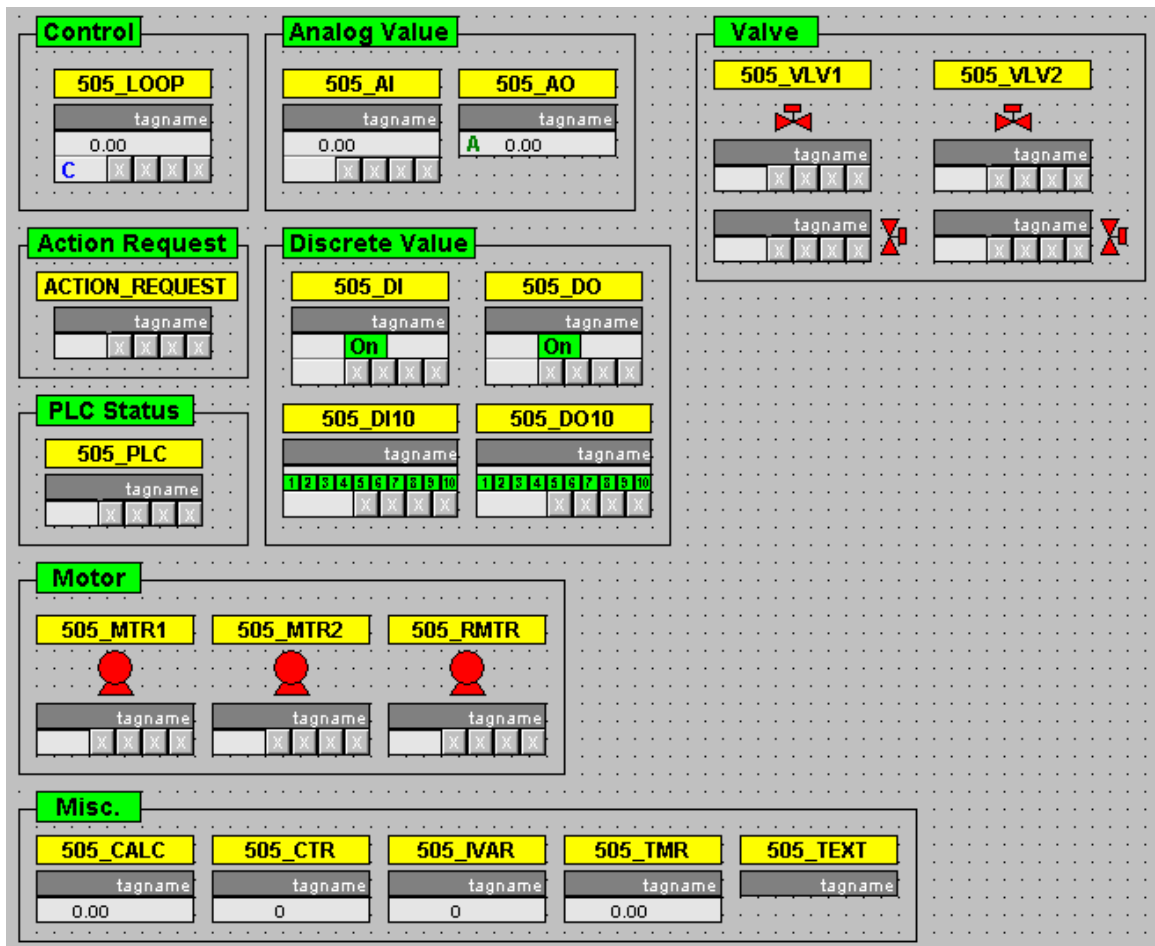 Control
505_LOOP
tagname
0.00
C X X X X
Analog Value
505_AI 505_AO
tagname tagname
0.00 A 0.00
X X X X
Valve
505_VLV1 505_VLV2
tagname tagname
X X X X X X X X
tagname tagname
X X X X X X X X
Action Request
ACTION_REQUEST
tagname
X X X X
Discrete Value
505_DI 505_DO
tagname tagname
On On
X X X X X X X X
505_DI10 505_DO10
tagname tagname
1 2 3 4 5 6 7 8 9 10 1 2 3 4 5 6 7 8 9 10
X X X X X X X X
PLC Status
505_PLC
tagname
X X X X
Motor
505_MTR1 505_MTR2 505_RMTR
tagname tagname tagname
X X X X X X X X X X X X
Misc.
505_CALC 505_CTR 505_IVAR 505_TMR 505_TEXT
tagname tagname tagname tagname tagname
0.00 0 0 0.00